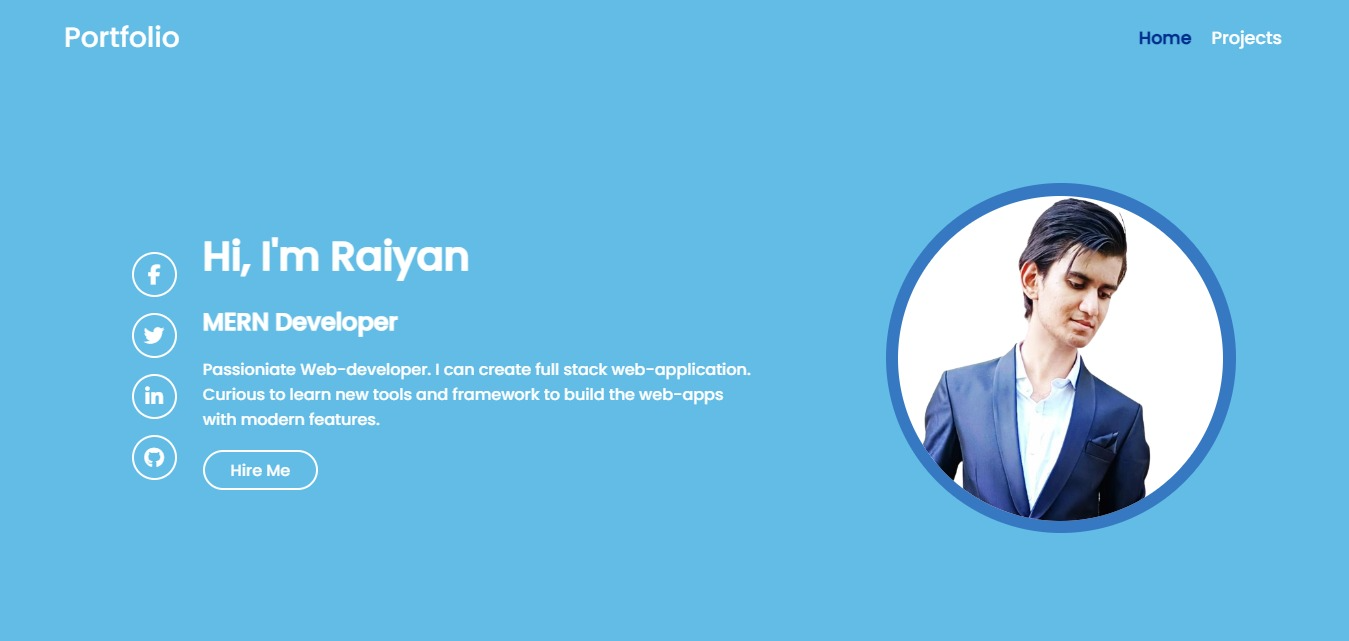 Portfolio
Home Projects
Hi, I'm Raiyan
MERN Developer
Passioniate Web-developer. I can create full stack web-application.
Curious to learn new tools and framework to build the web-apps
with modern features.
Hire Me